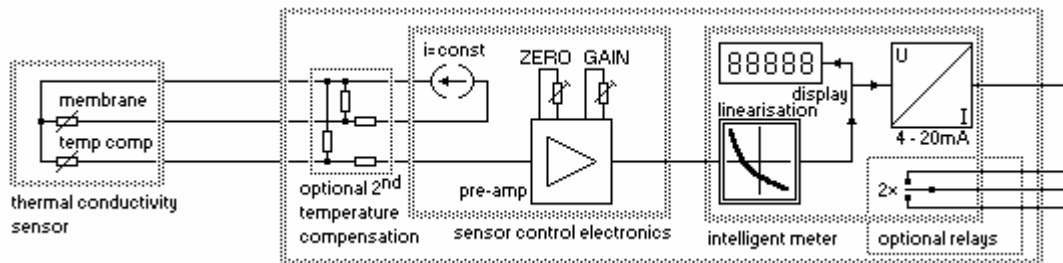 i=const
ZERO GAIN
88888
U
display
membrane
linearisation
I
temp comp
4 - 20mA
pre-amp
2×
thermal conductivity
sensor
optional 2nd
temperature
compensation
sensor control electronics
intelligent meter
optional relays